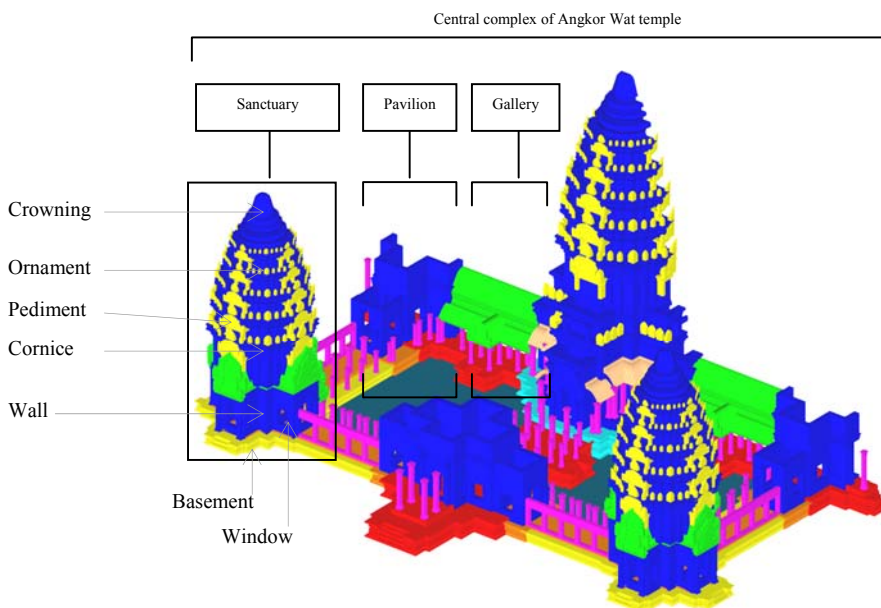 Central complex of Angkor Wat temple
Sanctuary
Pavilion
Gallery
Crowning
Ornament
Pediment
Cornice
Wall
Basement
Window